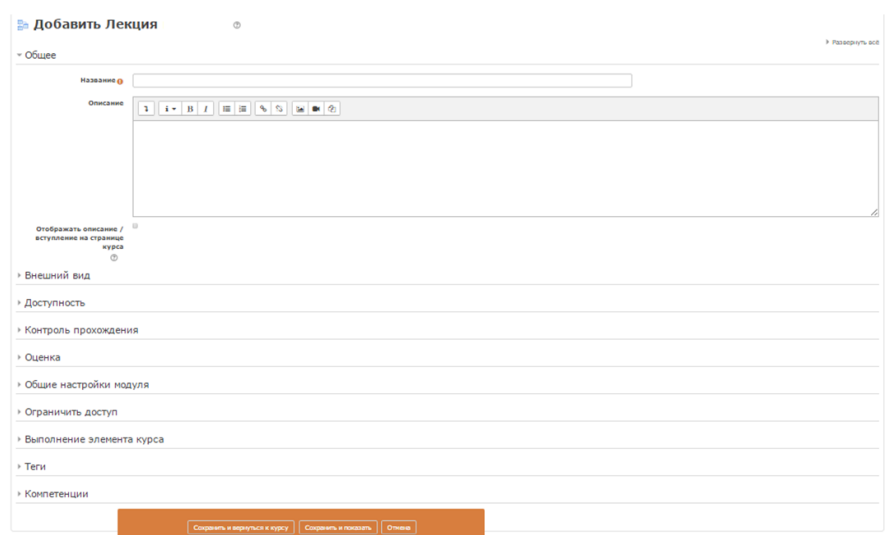 Добавить Лекция
Развернуть всё
Общее
Название
Описание
Отображать описание /
вступление на странице
курса
Внешний вид
Доступность
Контроль прохождения
Оценка
Общие настройки модуля
Ограничить доступ
Выполнение элемента курса
Теги
Компетенции
Сохранить и вернуться к курсу Сохранить и показать Отмена